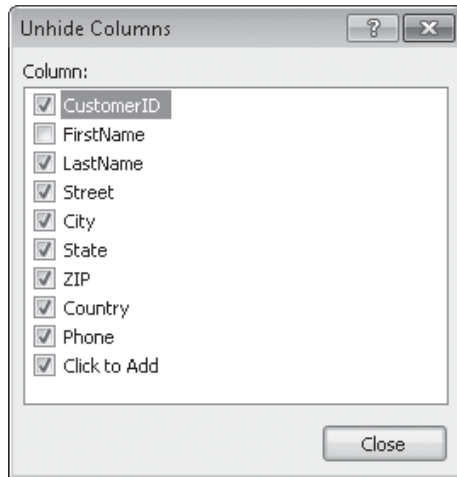 Unhide Columns
Column:
CustomerID
FirstName
LastName
Street
City
State
ZIP
Country
Phone
Click to Add
Close